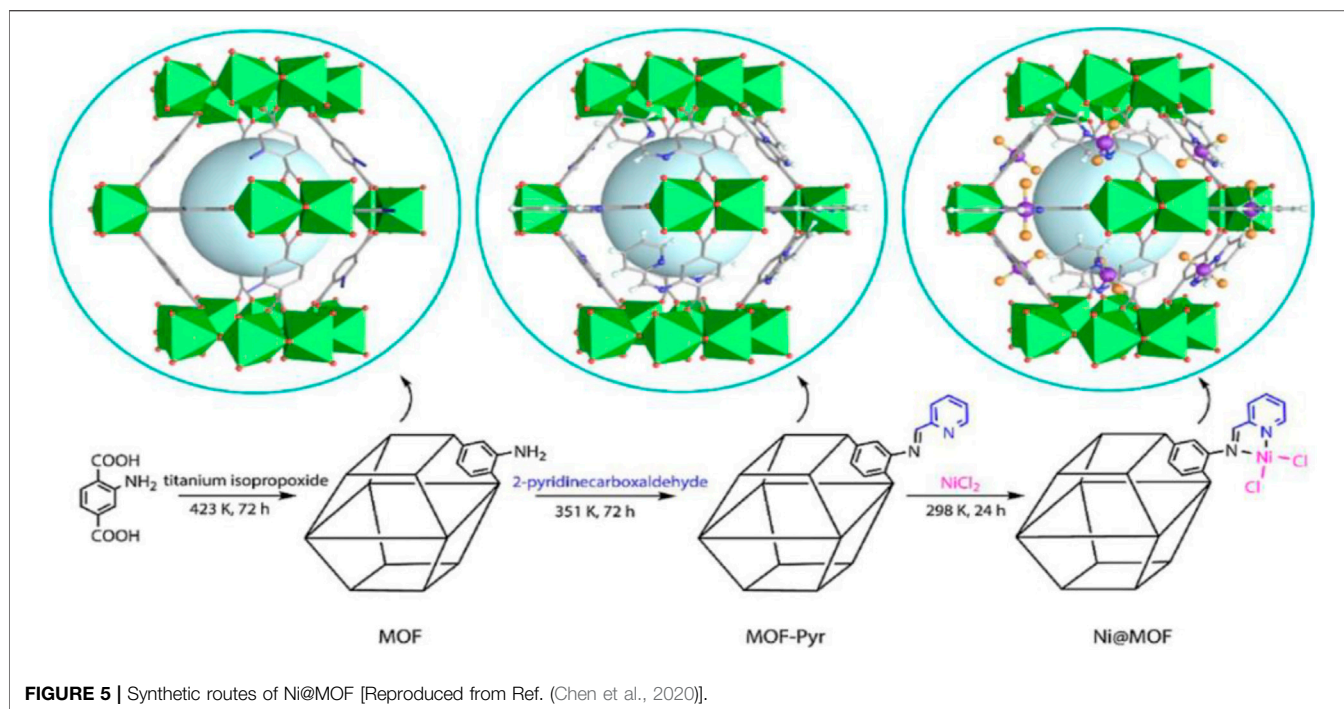 COOH
NH2
COOH
titanium isopropoxide
423 K, 72 h
NH2
MOF
2-pyridinecarboxaldehyde
351 K, 72 h
N
N
MOF-Pyr
NiCl2
298 K, 24 h
N
N
Ni
Cl
Cl
Ni@MOF
FIGURE 5 | Synthetic routes of Ni@MOF [Reproduced from Ref. (Chen et al., 2020)].